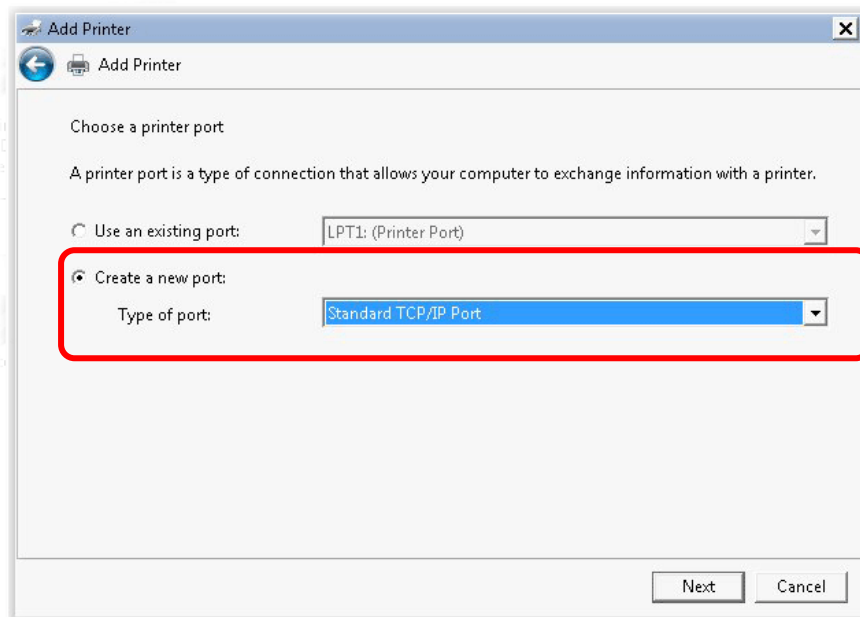 Add Printer
Add Printer
Choose a printer port
A printer port is a type of connection that allows your computer to exchange information with a printer.
Use an existing port: LPT1: (Printer Port)
Create a new port:
Type of port: Standard TCP/IP Port
Next Cancel